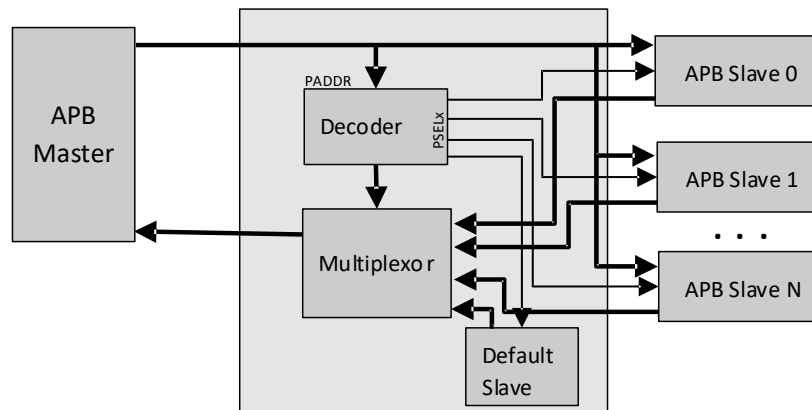 APB
Master
PADDR
Decoder
PSELx
Multiplexor
Default
Slave
APB Slave 0
APB Slave 1
. . .
APB Slave N